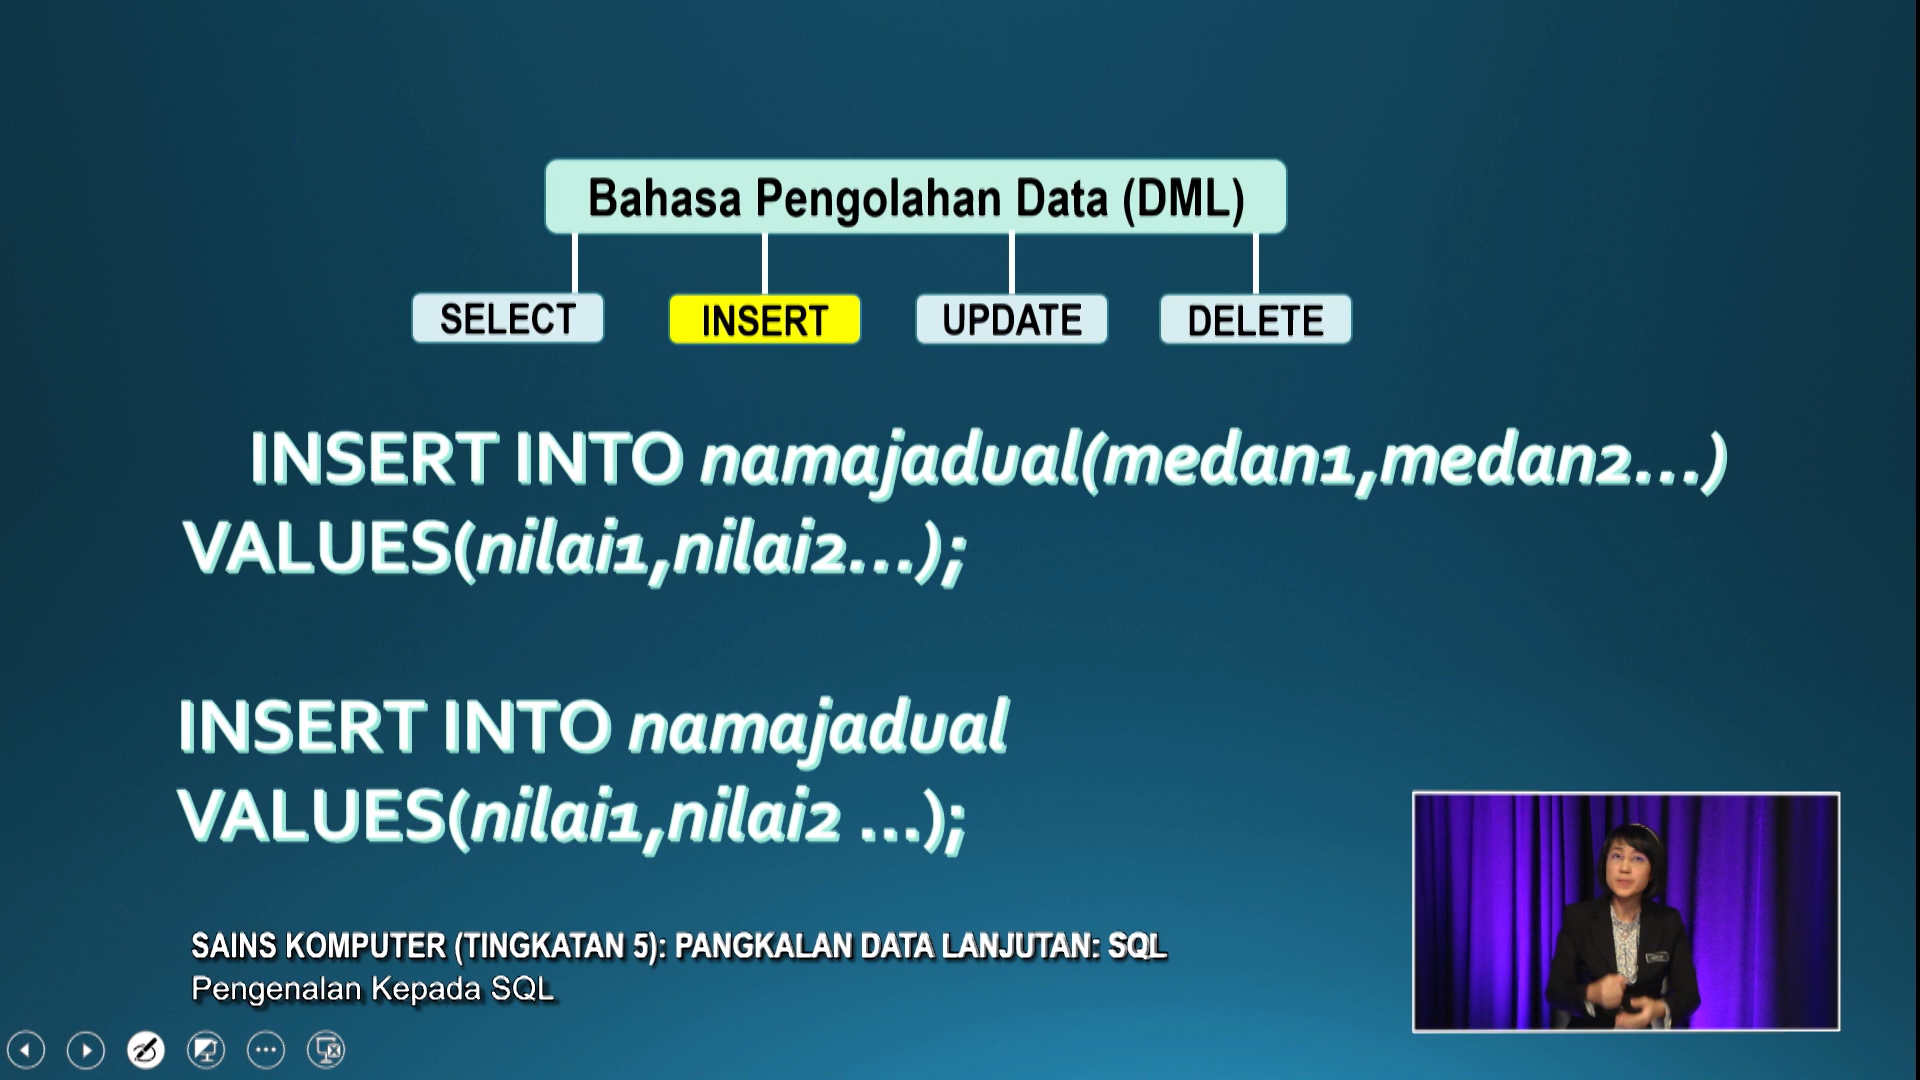 Bahasa Pengolahan Data (DML)
SELECT
INSERT
UPDATE
DELETE
INSERT INTO namajadual(medan1,medan2...)
VALUES(nilai1,nilai2...);
INSERT INTO namajadual
VALUES(nilai1,nilai2 ...);
SAINS KOMPUTER (TINGKATAN 5): PANGKALAN DATA LANJUTAN: SQL
Pengenalan Kepada SQL